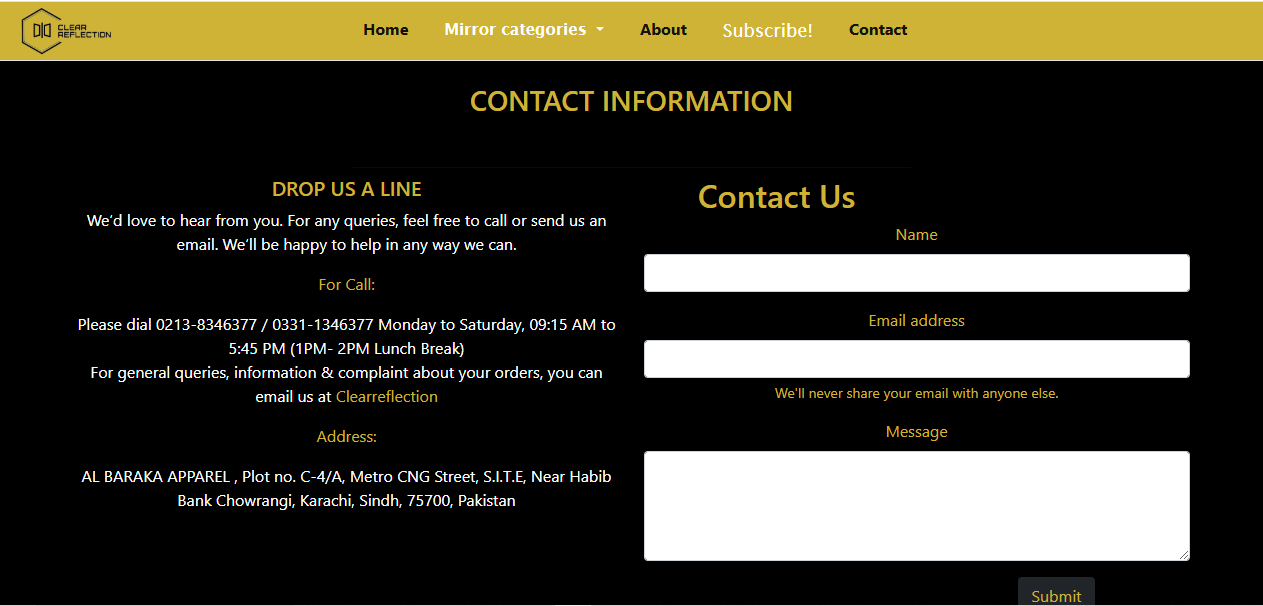 CLEAR
REFLECTION
Home
Mirror categories
About
Subscribe!
Contact
CONTACT INFORMATION
DROP US A LINE
We’d love to hear from you. For any queries, feel free to call or send us an
email. We’ll be happy to help in any way we can.
For Call:
Please dial 0213-8346377 / 0331-1346377 Monday to Saturday, 09:15 AM to
5:45 PM (1PM- 2PM Lunch Break)
For general queries, information & complaint about your orders, you can
email us at Clearreflection
Address:
AL BARAKA APPAREL , Plot no. C-4/A, Metro CNG Street, S.I.T.E, Near Habib
Bank Chowrangi, Karachi, Sindh, 75700, Pakistan
Contact Us
Name
Email address
We'll never share your email with anyone else.
Message
Submit